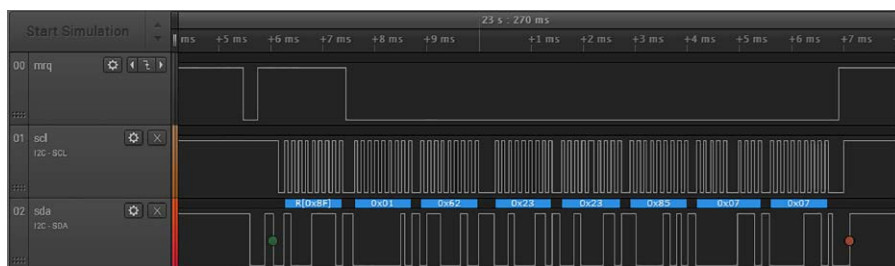 23 s : 270 ms
Start Simulation
ms +5 ms +6 ms +7 ms +8 ms +9 ms +1 ms +2 ms +3 ms +4 ms +5 ms +6 ms +7 ms
00 mrq
01 scl
I2C - SCL
R[0x8F] 0x01 0x62 0x23 0x23 0x85 0x07 0x07
02 sda
I2C - SDA